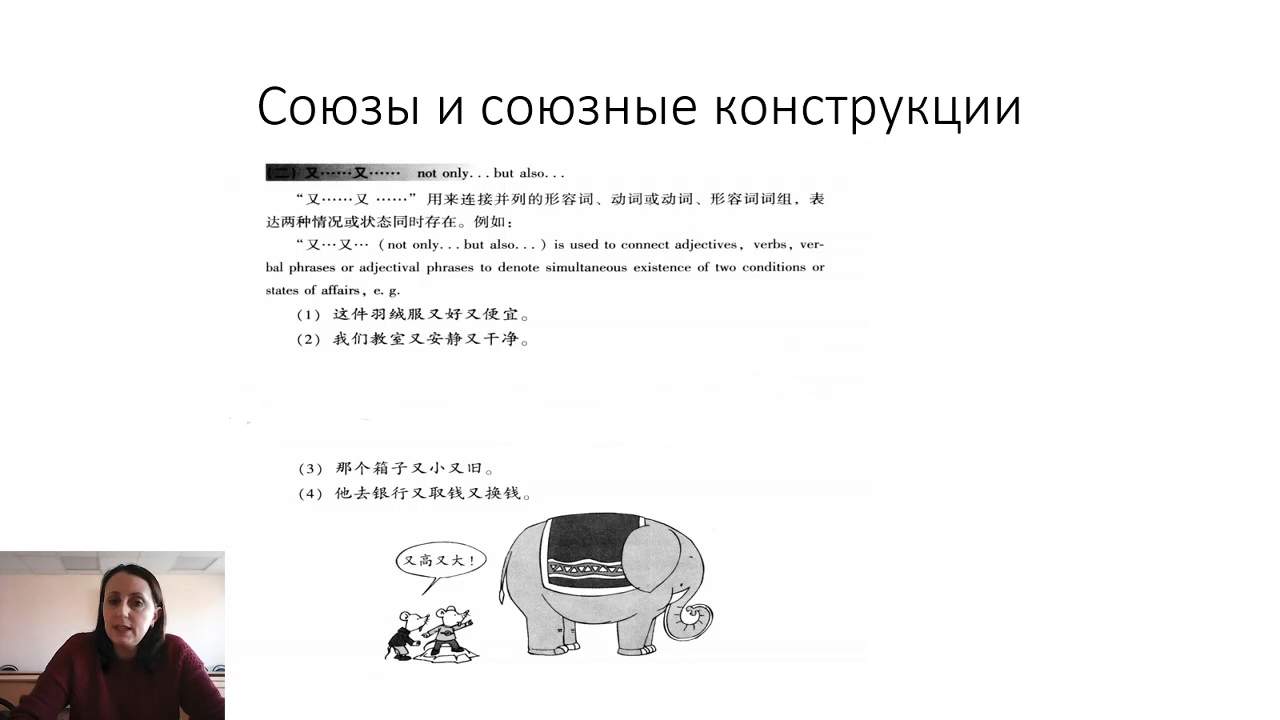 Союзы и союзные конструкции
(二) 又……又…… not only...but also...
“又……又 ……” 用来连接并列的形容词、动词或动词、形容词词组，表
达两种情况或状态同时存在。例如：
“又…又… (not only...but also...) is used to connect adjectives, verbs, ver-
bal phrases or adjectival phrases to denote simultaneous existence of two conditions or
states of affairs, e. g.
(1) 这件羽绒服又好又便宜。
(2) 我们教室又安静又干净。
(3) 那个箱子又小又旧。
(4) 他去银行又取钱又换钱。
又高又大！